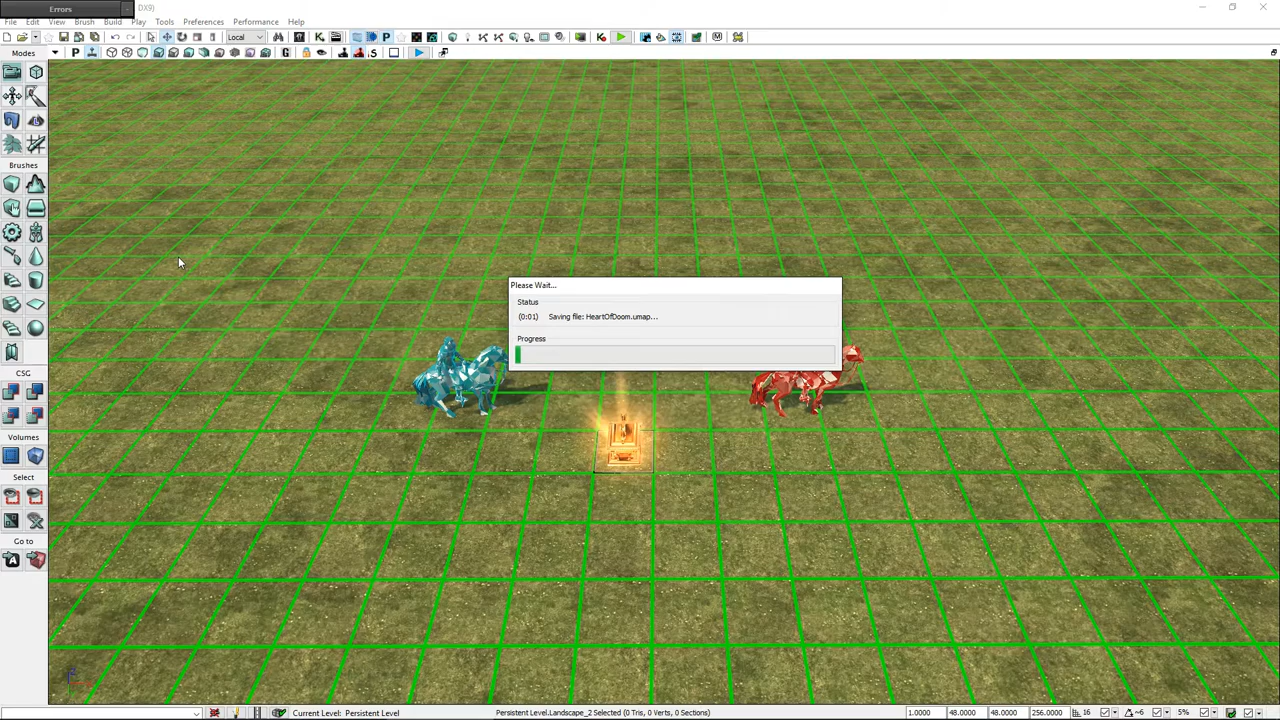 Errors
DX9)
File Edit View Brush Build Play Tools Preferences Performance Help
Local
Modes
Brushes
CSG
Volumes
Select
Go to
Please Wait...
Status
(0:01) Saving file: HeartOfDoom.umap...
Progress
Current Level: Persistent Level
Persistent Level.Landscape_2 Selected (0 Tris, 0 Verts, 0 Sections)
1.0000 48.0000 48.0000 256.0000 16 ~6 5%